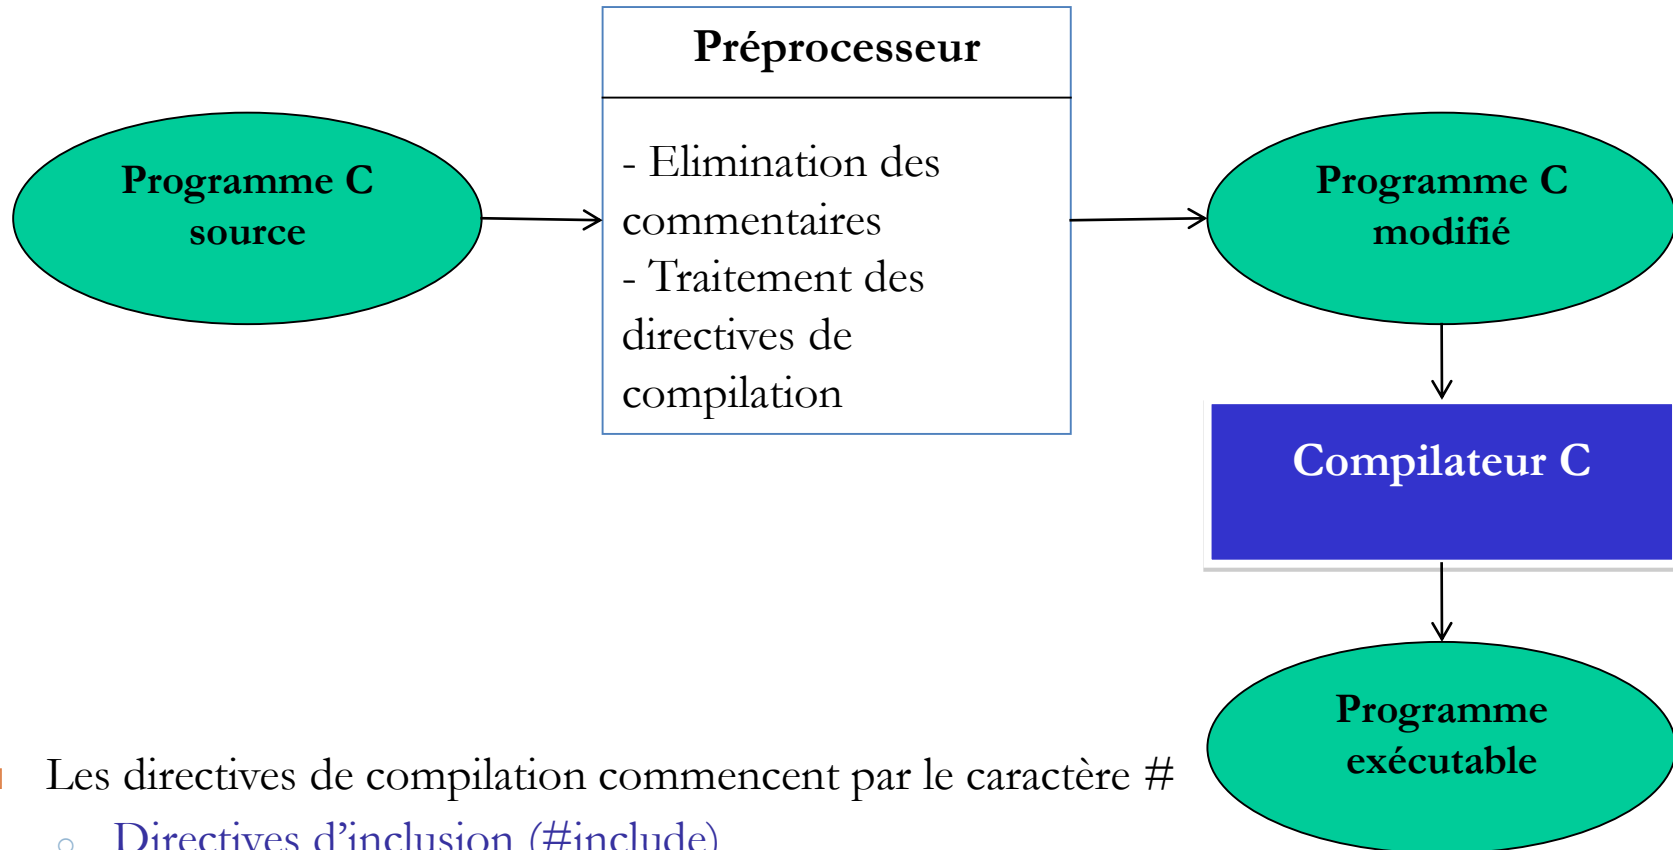 Préprocesseur
- Elimination des
commentaires
- Traitement des
directives de
compilation
Programme C
source
Programme C
modifié
Compilateur C
Programme
exécutable
Les directives de compilation commencent par le caractère #
Directives d’inclusion (#include)